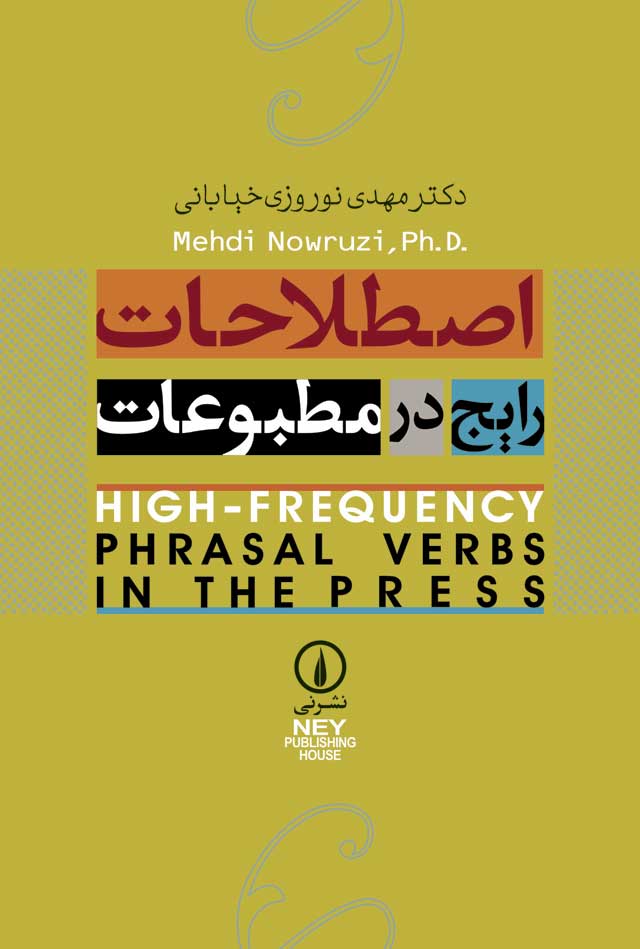 دکتر مهدی نوروزی خیابانی
Mehdi Nowruzi, Ph.D.
اصطلاحات
رایج در مطبوعات
HIGH-FREQUENCY
PHRASAL VERBS
IN THE PRESS
نشرنی
NEY
PUBLISHING
HOUSE